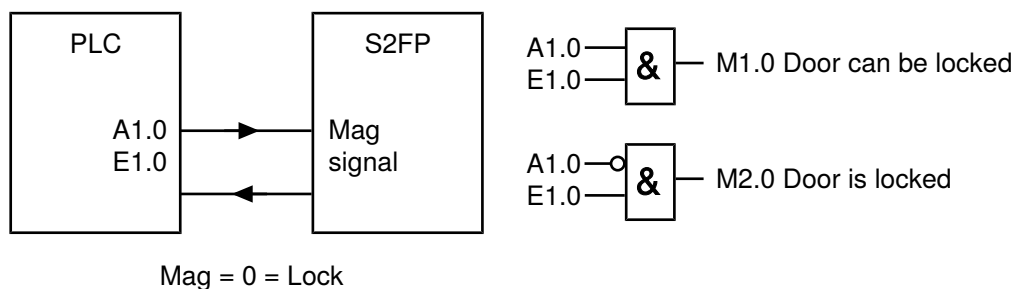 PLC
A1.0
E1.0
S2FP
Mag
signal
Mag = 0 = Lock
A1.0
E1.0
&
M1.0 Door can be locked
A1.0
E1.0
&
M2.0 Door is locked